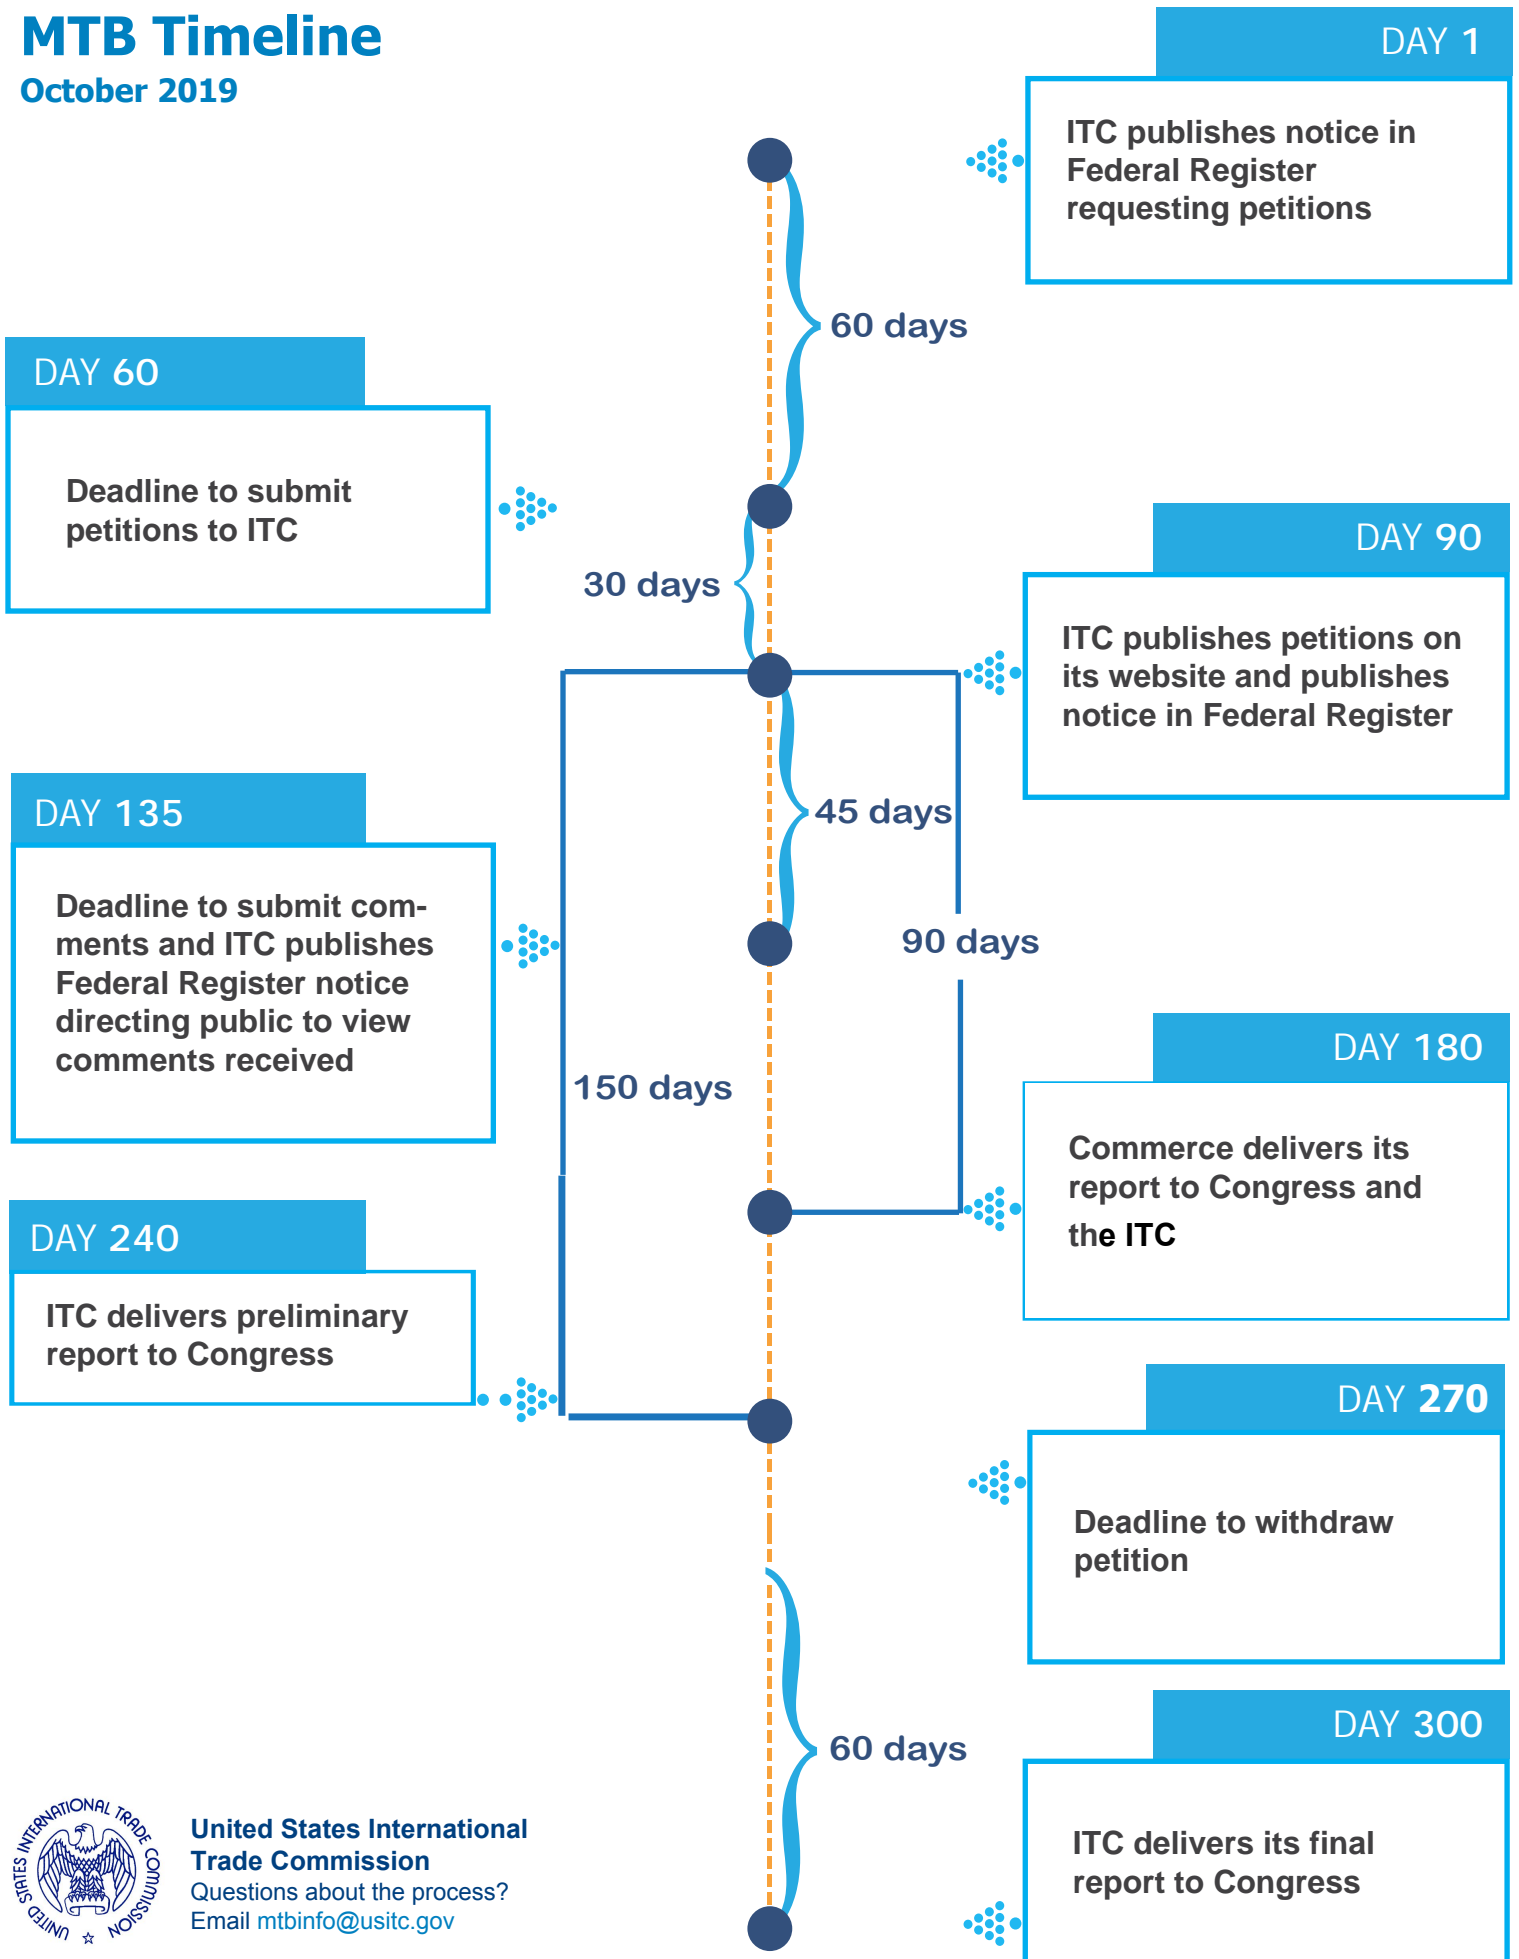 MTB Timeline
October 2019
DAY 1
ITC publishes notice in
Federal Register
requesting petitions
60 days
DAY 60
Deadline to submit
petitions to ITC
30 days
DAY 90
ITC publishes petitions on
its website and publishes
notice in Federal Register
45 days
DAY 135
Deadline to submit com-
ments and ITC publishes
Federal Register notice
directing public to view
comments received
90 days
150 days
DAY 180
Commerce delivers its
report to Congress and
the ITC
DAY 240
ITC delivers preliminary
report to Congress
DAY 270
Deadline to withdraw
petition
60 days
DAY 300
ITC delivers its final
report to Congress
UNITED STATES INTERNATIONAL TRADE COMMISSION
United States International
Trade Commission
Questions about the process?
Email mtbinfo@usitc.gov